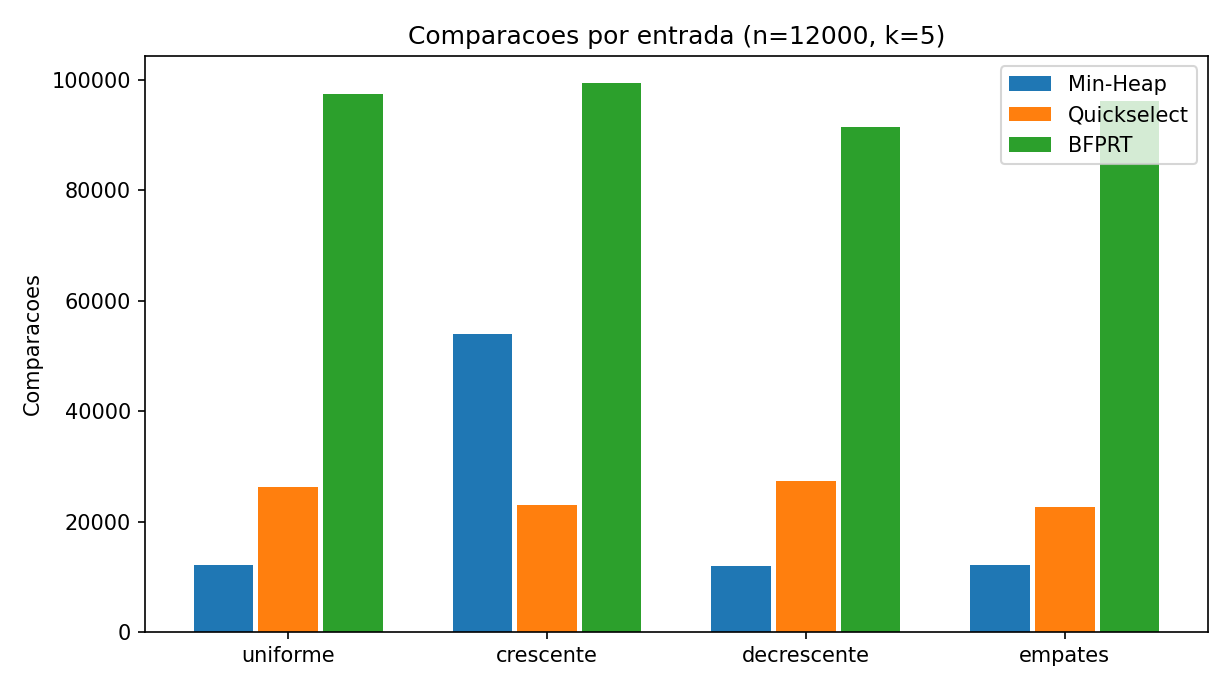 Comparacoes por entrada (n=12000, k=5)
Min-Heap
Quickselect
BFPRT
Comparacoes
100000
80000
60000
40000
20000
0
uniforme
crescente
decrescente
empates